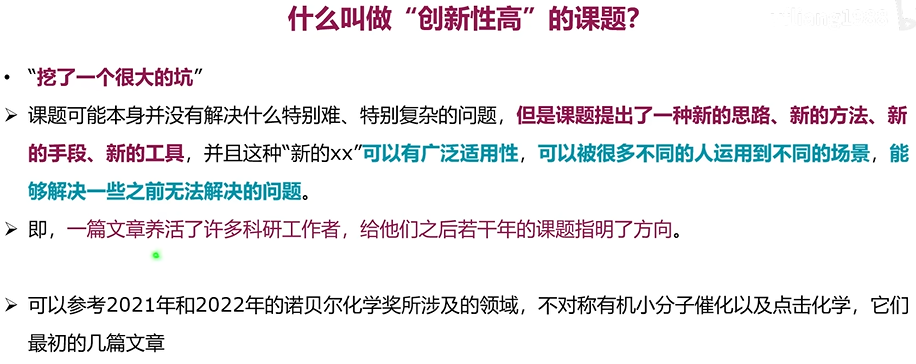 什么叫做“创新性高”的课题?
• “挖了一个很大的坑”
➢ 课题可能本身并没有解决什么特别难、特别复杂的问题，但是课题提出了一种新的思路、新的方法、新
的手段、新的工具，并且这种“新的xx”可以有广泛适用性，可以被很多不同的人运用到不同的场景，能
够解决一些之前无法解决的问题。
➢ 即，一篇文章养活了许多科研工作者，给他们之后若干年的课题指明了方向。
➢ 可以参考2021年和2022年的诺贝尔化学奖所涉及的领域，不对称有机小分子催化以及点击化学，它们
最初的几篇文章